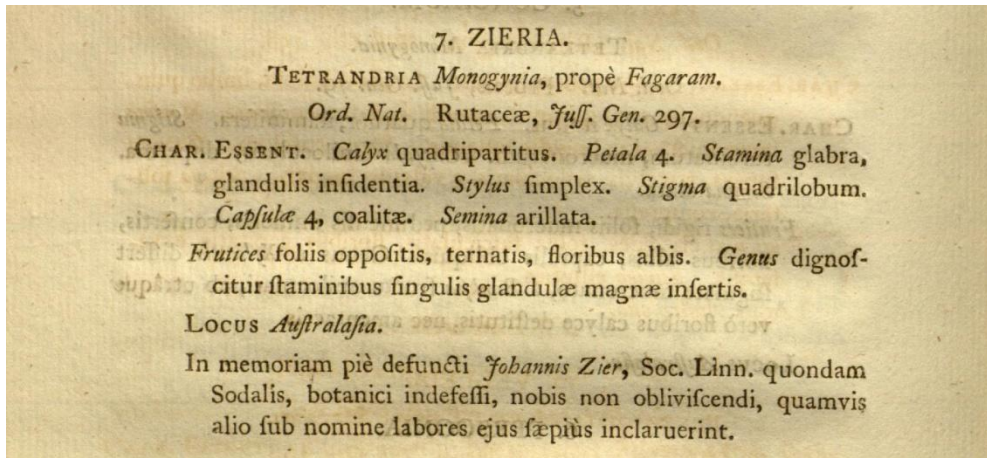 7. ZIERIA.
TETRANDRIA Monogynia, propè Fagaram.
Ord. Nat. Rutaceæ, Juſſ. Gen. 297.
CHAR. ESSENT. Calyx quadripartitus. Petala 4. Stamina glabra,
glandulis inſidentia. Stylus ſimplex. Stigma quadrilobum.
Capſulæ 4, coalitæ. Semina arillata.
Frutices foliis oppoſitis, ternatis, floribus albis. Genus dignoſ-
citur ſtaminibus ſingulis glandulæ magnæ inſertis.
Locus Auſtralaſia.
In memoriam piè defuncti Johannis Zier, Soc. Linn. quondam
Sodalis, botanici indefeſſi, nobis non obliviſcendi, quamvis
alio ſub nomine labores ejus ſæpiùs inclaruerint.